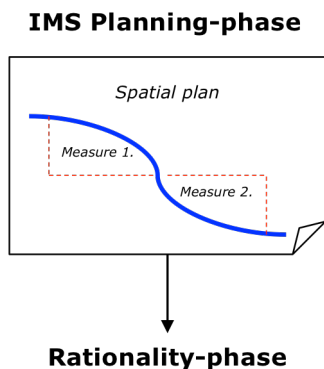 IMS Planning-phase
Spatial plan
Measure 1.
Measure 2.
Rationality-phase